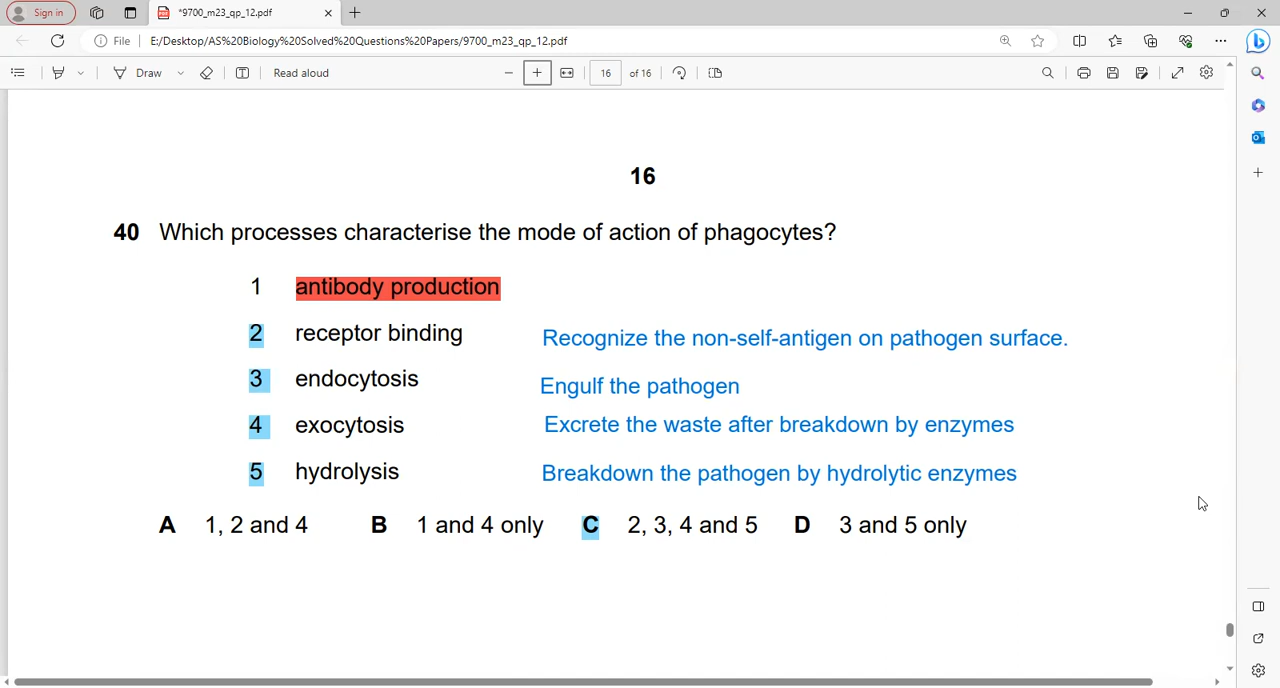 Sign in
*9700_m23_qp_12.pdf
File
E:/Desktop/AS%20Biology%20Solved%20Questions%20Papers/9700_m23_qp_12.pdf
Draw
Read aloud
16 of 16
16
40 Which processes characterise the mode of action of phagocytes?
1 antibody production
2 receptor binding Recognize the non-self-antigen on pathogen surface.
3 endocytosis Engulf the pathogen
4 exocytosis Excrete the waste after breakdown by enzymes
5 hydrolysis Breakdown the pathogen by hydrolytic enzymes
A 1, 2 and 4 B 1 and 4 only C 2, 3, 4 and 5 D 3 and 5 only